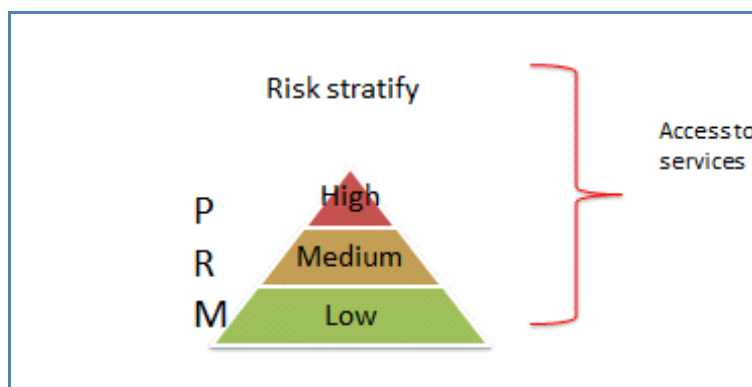 Risk stratify
Access to
services
P
High
R
Medium
M
Low